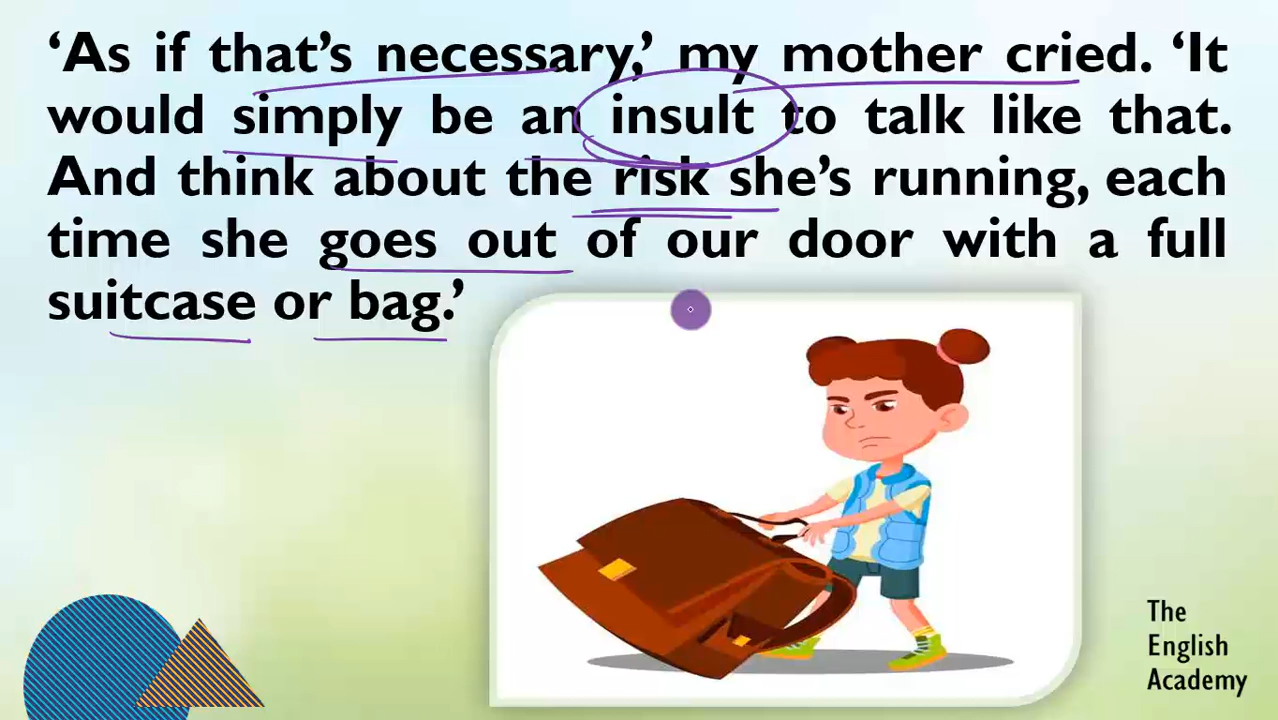 ‘As if that’s necessary,’ my mother cried. ‘It
would simply be an insult to talk like that.
And think about the risk she’s running, each
time she goes out of our door with a full
suitcase or bag.’
The
English
Academy